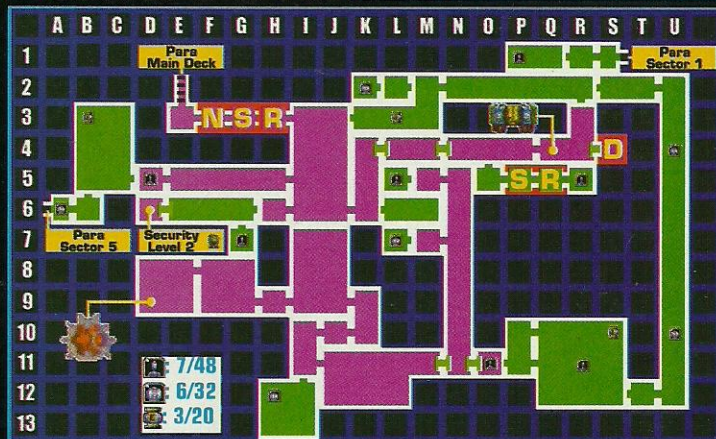 A B C D E F G H I J K L M N O P Q R S T U
1
Para
Main Deck
Para
Sector 1
2
3
N S R
4
D
5
S R
6
7
Para
Sector 5
Security
Level 2
8
9
10
11
: 7/48
12
: 6/32
13
: 3/20